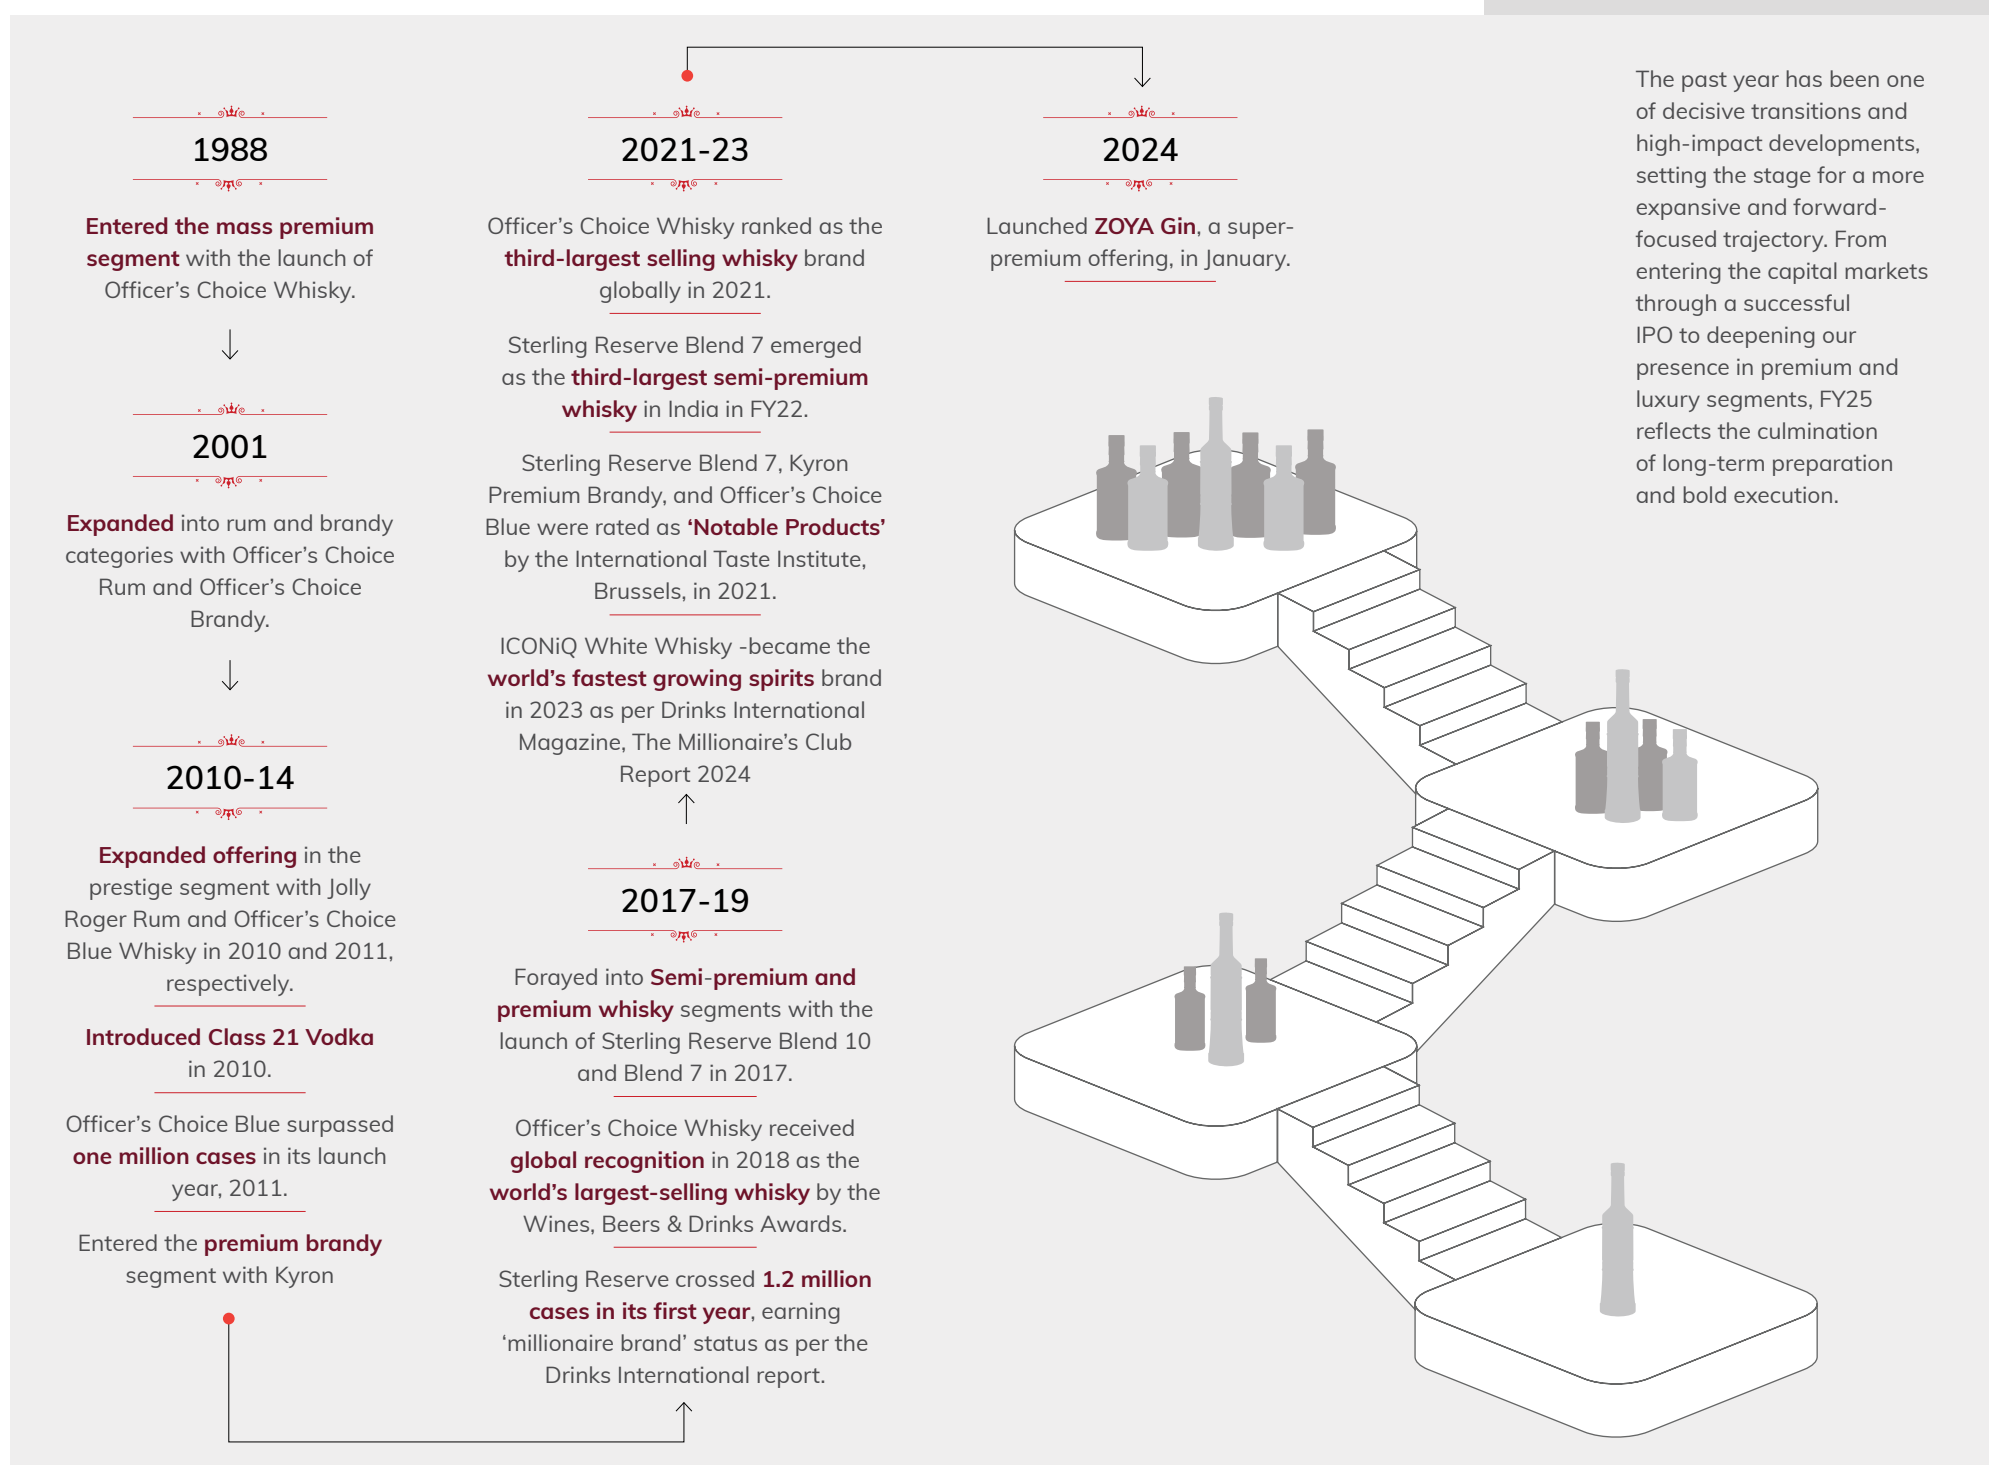 1988
Entered the mass premium
segment with the launch of
Officer's Choice Whisky.
2001
Expanded into rum and brandy
categories with Officer's Choice
Rum and Officer's Choice
Brandy.
2010-14
Expanded offering in the
prestige segment with Jolly
Roger Rum and Officer's Choice
Blue Whisky in 2010 and 2011,
respectively.
Introduced Class 21 Vodka
in 2010.
Officer's Choice Blue surpassed
one million cases in its launch
year, 2011.
Entered the premium brandy
segment with Kyron
2017-19
Forayed into Semi-premium and
premium whisky segments with the
launch of Sterling Reserve Blend 10
and Blend 7 in 2017.
Officer's Choice Whisky received
global recognition in 2018 as the
world's largest-selling whisky by the
Wines, Beers & Drinks Awards.
Sterling Reserve crossed 1.2 million
cases in its first year, earning
‘millionaire brand’ status as per the
Drinks International report.
2021-23
Officer's Choice Whisky ranked as the
third-largest selling whisky brand
globally in 2021.
Sterling Reserve Blend 7 emerged
as the third-largest semi-premium
whisky in India in FY22.
Sterling Reserve Blend 7, Kyron
Premium Brandy, and Officer's Choice
Blue were rated as ‘Notable Products’
by the International Taste Institute,
Brussels, in 2021.
ICONiQ White Whisky -became the
world's fastest growing spirits brand
in 2023 as per Drinks International
Magazine, The Millionaire's Club
Report 2024
2024
Launched ZOYA Gin, a super-
premium offering, in January.
The past year has been one
of decisive transitions and
high-impact developments,
setting the stage for a more
expansive and forward-
focused trajectory. From
entering the capital markets
through a successful
IPO to deepening our
presence in premium and
luxury segments, FY25
reflects the culmination
of long-term preparation
and bold execution.